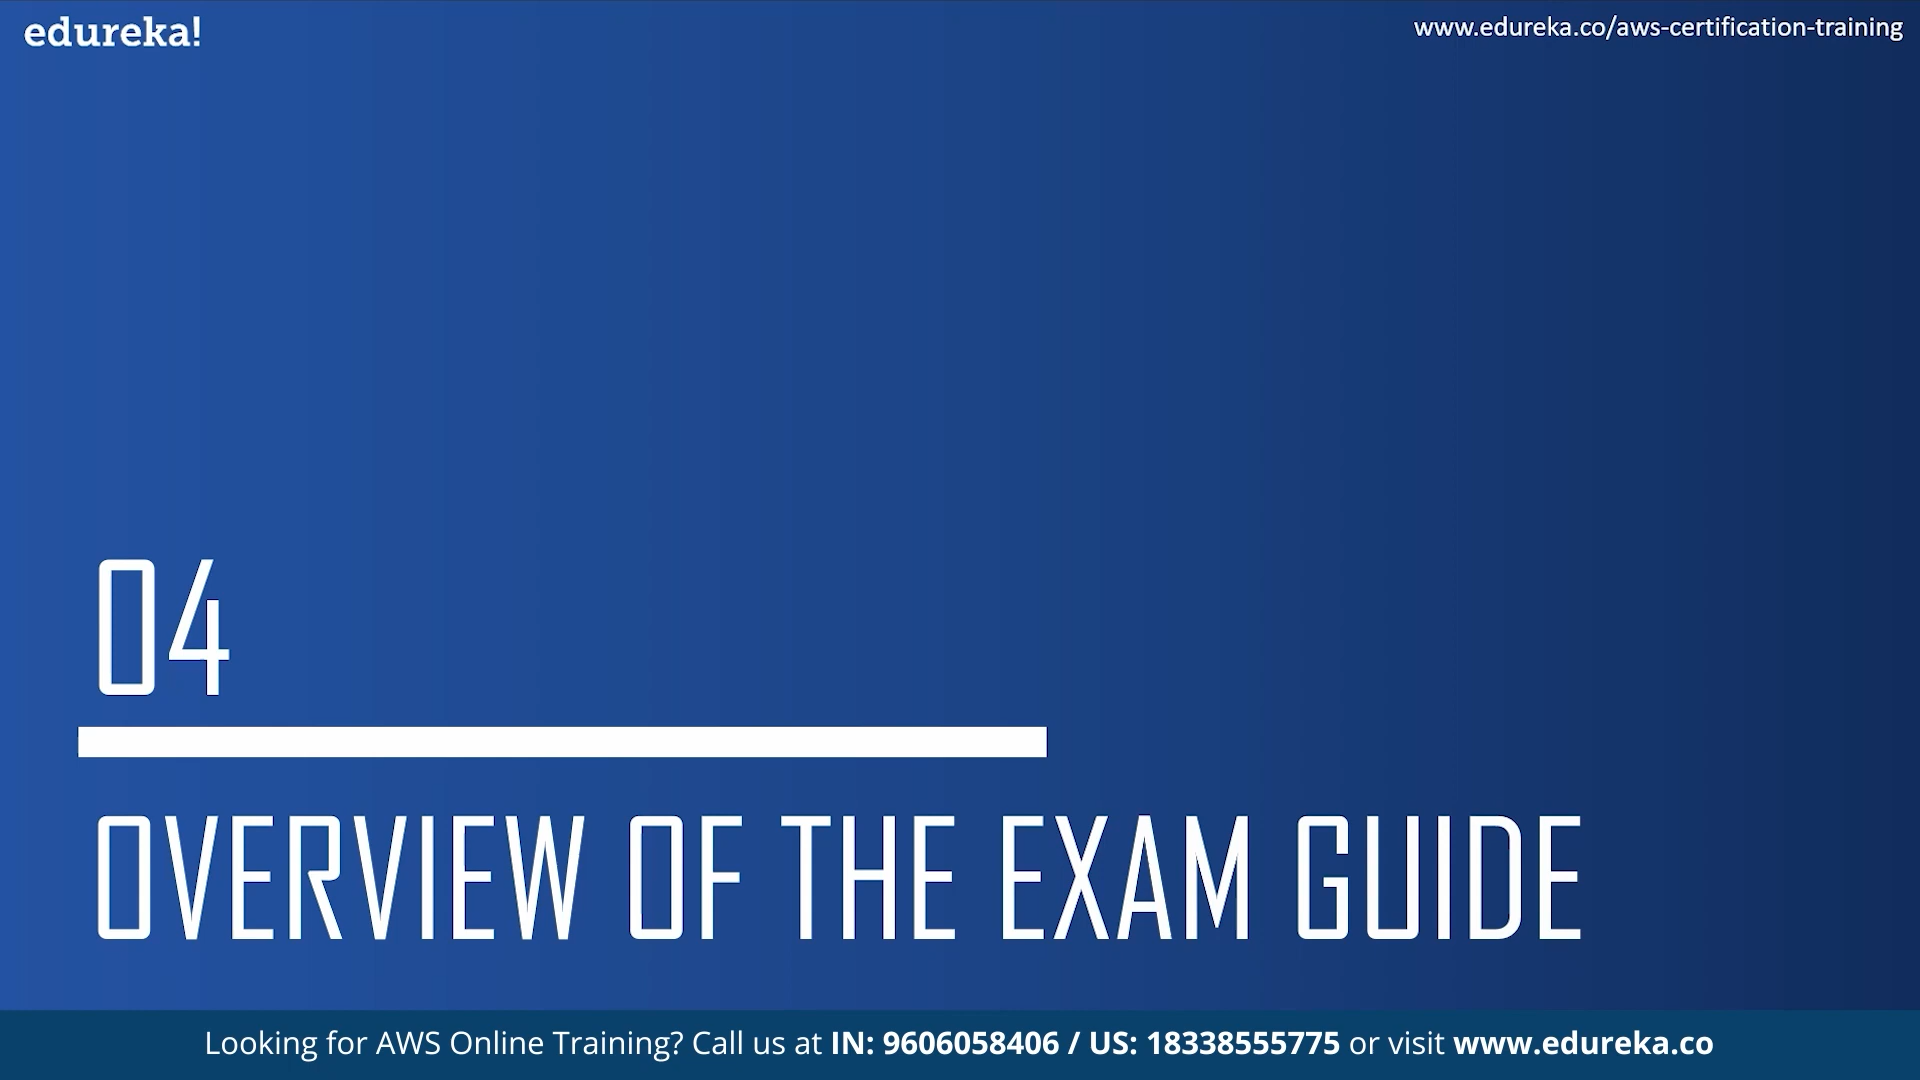 edureka!
www.edureka.co/aws-certification-training
04
OVERVIEW OF THE EXAM GUIDE
Looking for AWS Online Training? Call us at IN: 9606058406 / US: 18338555775 or visit www.edureka.co